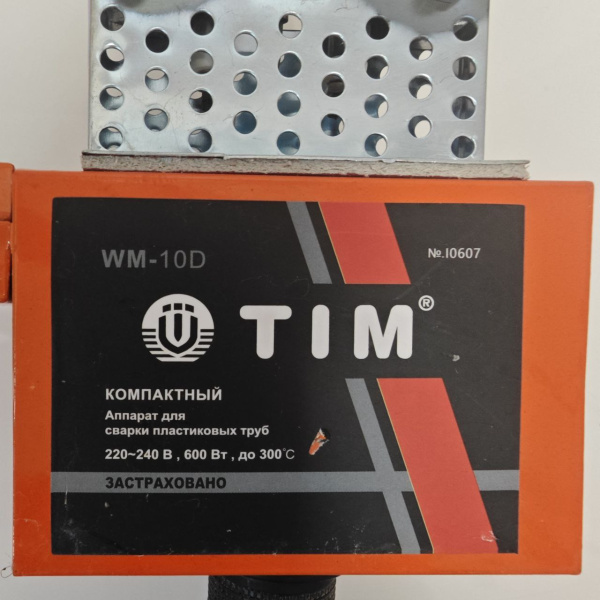 WM-10D
№.I0607
TIM®
КОМПАКТНЫЙ
Аппарат для
сварки пластиковых труб
220~240 В , 600 Вт , до 300°C
ЗАСТРАХОВАНО